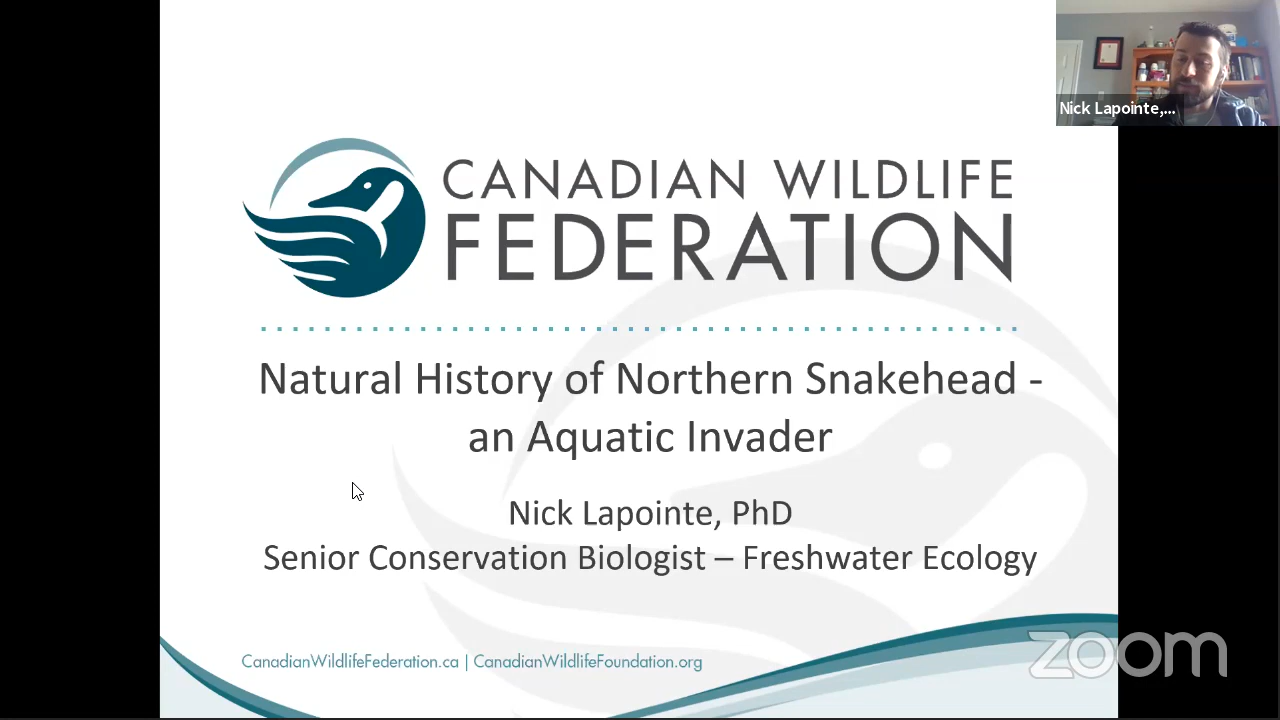 Nick Lapointe,...
CANADIAN WILDLIFE
FEDERATION
Natural History of Northern Snakehead -
an Aquatic Invader
Nick Lapointe, PhD
Senior Conservation Biologist – Freshwater Ecology
CanadianWildlifeFederation.ca | CanadianWildlifeFoundation.org
zoom